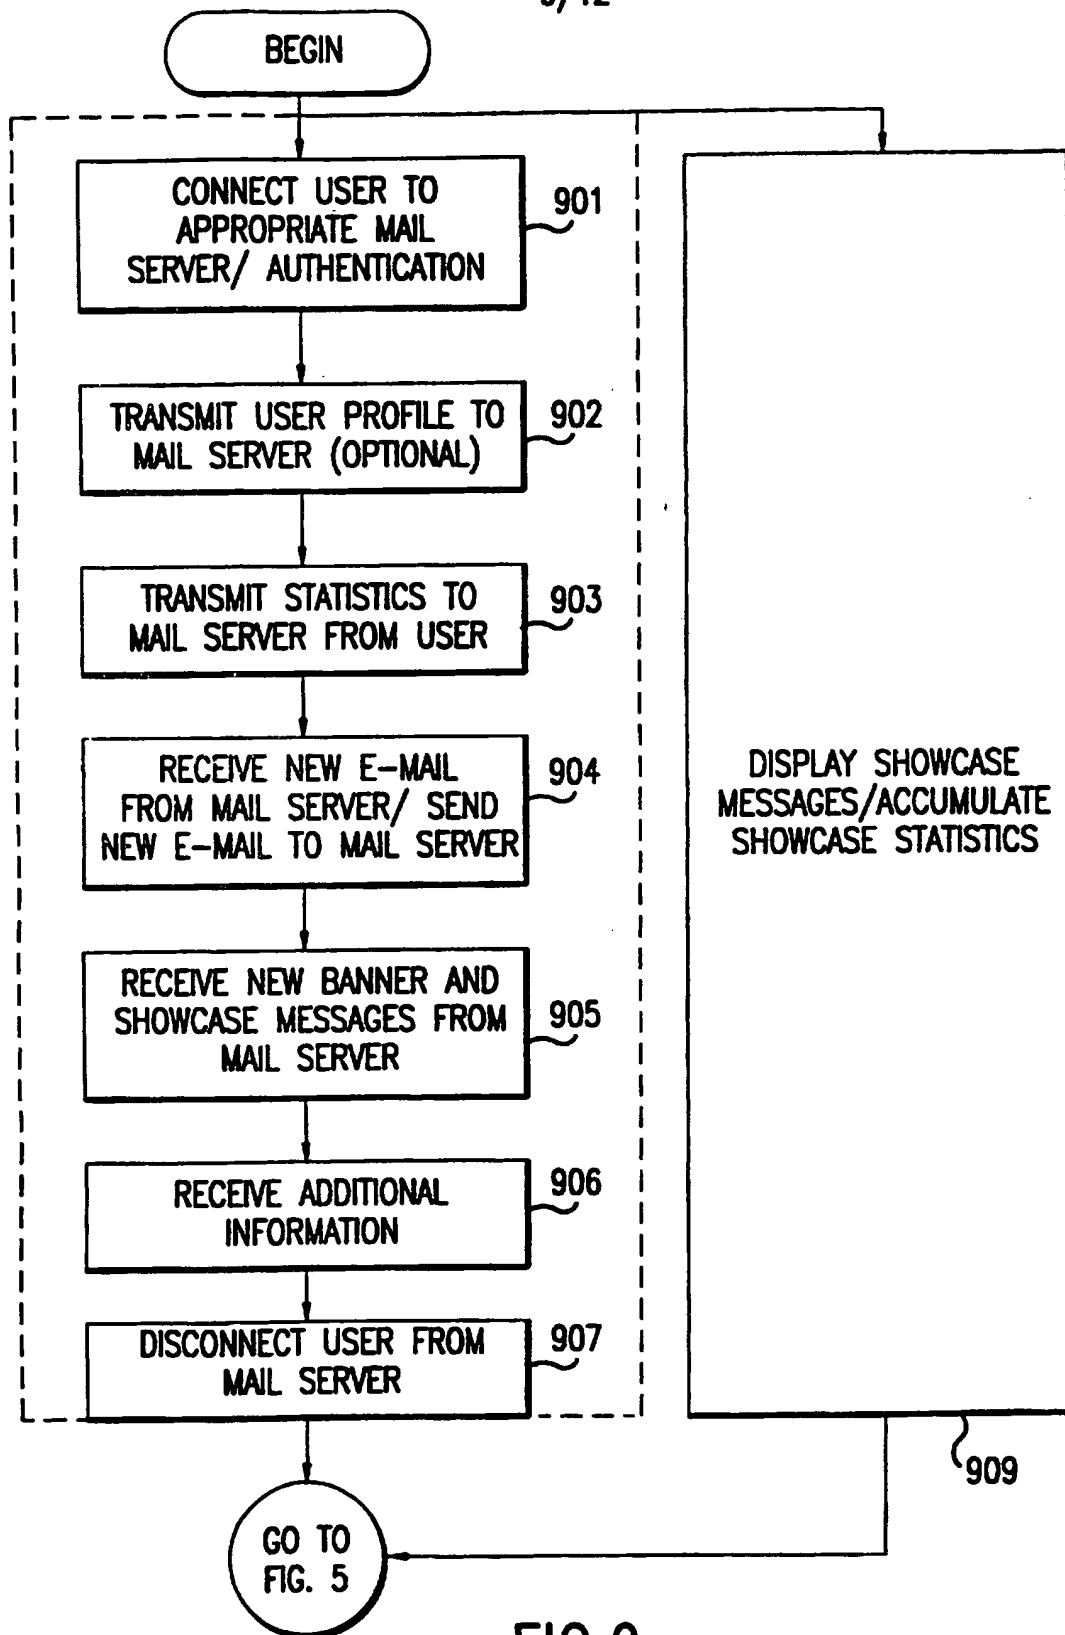 BEGIN
CONNECT USER TO
APPROPRIATE MAIL
SERVER/ AUTHENTICATION
901
TRANSMIT USER PROFILE TO
MAIL SERVER (OPTIONAL)
902
TRANSMIT STATISTICS TO
MAIL SERVER FROM USER
903
RECEIVE NEW E-MAIL
FROM MAIL SERVER/ SEND
NEW E-MAIL TO MAIL SERVER
904
RECEIVE NEW BANNER AND
SHOWCASE MESSAGES FROM
MAIL SERVER
905
RECEIVE ADDITIONAL
INFORMATION
906
DISCONNECT USER FROM
MAIL SERVER
907
DISPLAY SHOWCASE
MESSAGES/ACCUMULATE
SHOWCASE STATISTICS
909
GO TO
FIG. 5